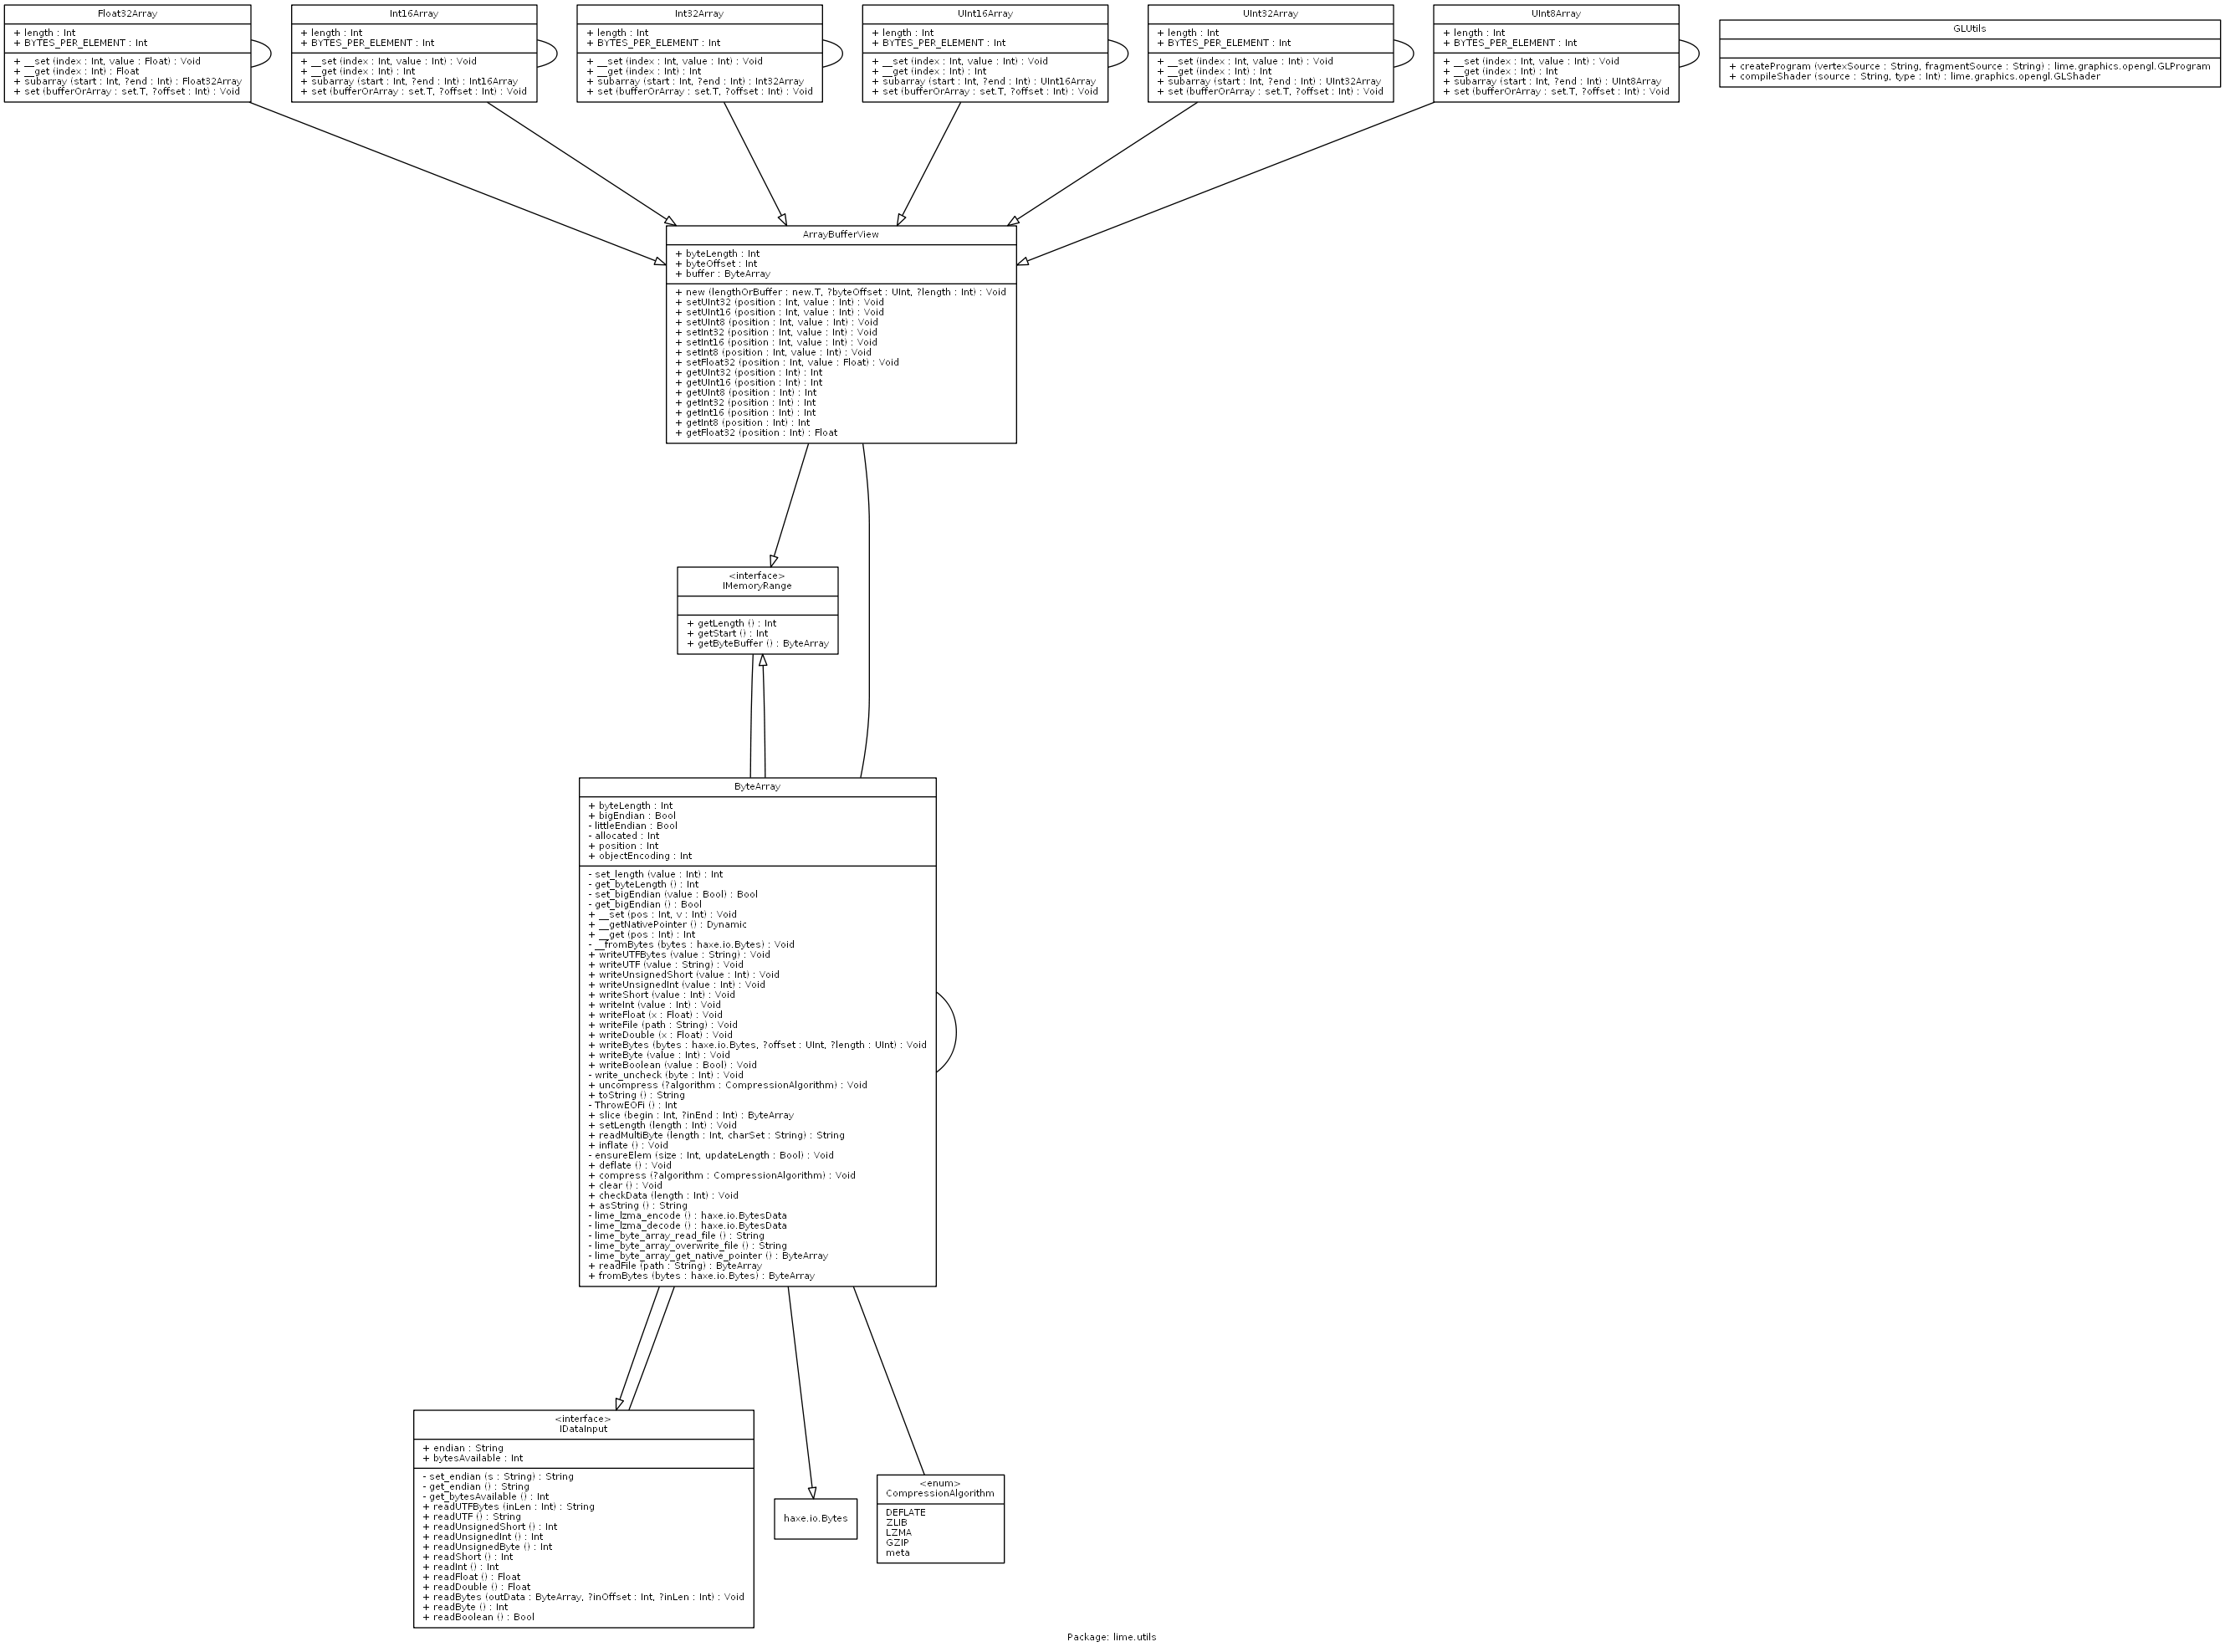 Float32Array
+ length : Int
+ BYTES_PER_ELEMENT : Int
+ __set (index : Int, value : Float) : Void
+ __get (index : Int) : Float
+ subarray (start : Int, ?end : Int) : Float32Array
+ set (bufferOrArray : set.T, ?offset : Int) : Void
Int16Array
+ length : Int
+ BYTES_PER_ELEMENT : Int
+ __set (index : Int, value : Int) : Void
+ __get (index : Int) : Int
+ subarray (start : Int, ?end : Int) : Int16Array
+ set (bufferOrArray : set.T, ?offset : Int) : Void
Int32Array
+ length : Int
+ BYTES_PER_ELEMENT : Int
+ __set (index : Int, value : Int) : Void
+ __get (index : Int) : Int
+ subarray (start : Int, ?end : Int) : Int32Array
+ set (bufferOrArray : set.T, ?offset : Int) : Void
UInt16Array
+ length : Int
+ BYTES_PER_ELEMENT : Int
+ __set (index : Int, value : Int) : Void
+ __get (index : Int) : Int
+ subarray (start : Int, ?end : Int) : UInt16Array
+ set (bufferOrArray : set.T, ?offset : Int) : Void
UInt32Array
+ length : Int
+ BYTES_PER_ELEMENT : Int
+ __set (index : Int, value : Int) : Void
+ __get (index : Int) : Int
+ subarray (start : Int, ?end : Int) : UInt32Array
+ set (bufferOrArray : set.T, ?offset : Int) : Void
UInt8Array
+ length : Int
+ BYTES_PER_ELEMENT : Int
+ __set (index : Int, value : Int) : Void
+ __get (index : Int) : Int
+ subarray (start : Int, ?end : Int) : UInt8Array
+ set (bufferOrArray : set.T, ?offset : Int) : Void
GLUtils
+ createProgram (vertexSource : String, fragmentSource : String) : lime.graphics.opengl.GLProgram
+ compileShader (source : String, type : Int) : lime.graphics.opengl.GLShader
ArrayBufferView
+ byteLength : Int
+ byteOffset : Int
+ buffer : ByteArray
+ new (lengthOrBuffer : new.T, ?byteOffset : UInt, ?length : Int) : Void
+ setUInt32 (position : Int, value : Int) : Void
+ setUInt16 (position : Int, value : Int) : Void
+ setUInt8 (position : Int, value : Int) : Void
+ setInt32 (position : Int, value : Int) : Void
+ setInt16 (position : Int, value : Int) : Void
+ setInt8 (position : Int, value : Int) : Void
+ setFloat32 (position : Int, value : Float) : Void
+ getUInt32 (position : Int) : Int
+ getUInt16 (position : Int) : Int
+ getUInt8 (position : Int) : Int
+ getInt32 (position : Int) : Int
+ getInt16 (position : Int) : Int
+ getInt8 (position : Int) : Int
+ getFloat32 (position : Int) : Float
<interface>
IMemoryRange
+ getLength () : Int
+ getStart () : Int
+ getByteBuffer () : ByteArray
ByteArray
+ byteLength : Int
+ bigEndian : Bool
- littleEndian : Bool
- allocated : Int
+ position : Int
+ objectEncoding : Int
- set_length (value : Int) : Int
- get_byteLength () : Int
- set_bigEndian (value : Bool) : Bool
- get_bigEndian () : Bool
+ __set (pos : Int, v : Int) : Void
+ __getNativePointer () : Dynamic
+ __get (pos : Int) : Int
- __fromBytes (bytes : haxe.io.Bytes) : Void
+ writeUTFBytes (value : String) : Void
+ writeUTF (value : String) : Void
+ writeUnsignedShort (value : Int) : Void
+ writeUnsignedInt (value : Int) : Void
+ writeShort (value : Int) : Void
+ writeInt (value : Int) : Void
+ writeFloat (x : Float) : Void
+ writeFile (path : String) : Void
+ writeDouble (x : Float) : Void
+ writeBytes (bytes : haxe.io.Bytes, ?offset : UInt, ?length : UInt) : Void
+ writeByte (value : Int) : Void
+ writeBoolean (value : Bool) : Void
- write_uncheck (byte : Int) : Void
+ uncompress (?algorithm : CompressionAlgorithm) : Void
+ toString () : String
- ThrowEOFi () : Int
+ slice (begin : Int, ?inEnd : Int) : ByteArray
+ setLength (length : Int) : Void
+ readMultiByte (length : Int, charSet : String) : String
+ inflate () : Void
- ensureElem (size : Int, updateLength : Bool) : Void
+ deflate () : Void
+ compress (?algorithm : CompressionAlgorithm) : Void
+ clear () : Void
+ checkData (length : Int) : Void
+ asString () : String
- lime_lzma_encode () : haxe.io.BytesData
- lime_lzma_decode () : haxe.io.BytesData
- lime_byte_array_read_file () : String
- lime_byte_array_overwrite_file () : String
- lime_byte_array_get_native_pointer () : ByteArray
+ readFile (path : String) : ByteArray
+ fromBytes (bytes : haxe.io.Bytes) : ByteArray
<interface>
IDataInput
+ endian : String
+ bytesAvailable : Int
- set_endian (s : String) : String
- get_endian () : String
- get_bytesAvailable () : Int
+ readUTFBytes (inLen : Int) : String
+ readUTF () : String
+ readUnsignedShort () : Int
+ readUnsignedInt () : Int
+ readUnsignedByte () : Int
+ readShort () : Int
+ readInt () : Int
+ readFloat () : Float
+ readDouble () : Float
+ readBytes (outData : ByteArray, ?inOffset : Int, ?inLen : Int) : Void
+ readByte () : Int
+ readBoolean () : Bool
haxe.io.Bytes
<enum>
CompressionAlgorithm
DEFLATE
ZLIB
LZMA
GZIP
meta
Package: lime.utils